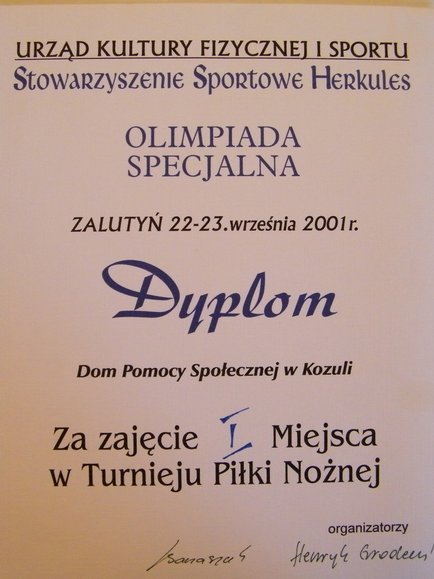 URZĄD KULTURY FIZYCZNEJ I SPORTU
STOWARZYSZENIE SPORTOWE HERKULES
OLIMPIADA
SPECJALNA
ZALUTYŃ 22-23.września 2001r.
Dyplom
Dom Pomocy Społecznej w Kozuli
Za zajęcie I Miejsca
w Turnieju Piłki Nożnej
organizatorzy
Henryk